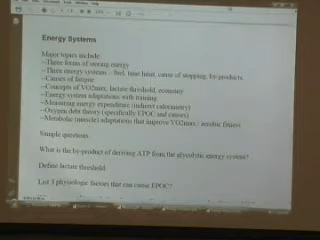 Energy Systems
Major topics include:
--Three forms of storing energy
--Three energy systems – fuel, time limit, cause of stopping, by-products
--Causes of fatigue
--Concepts of VO2max, lactate threshold, economy
--Energy system adaptations with training
--Measuring energy expenditure (indirect calorimetry)
--Oxygen debt theory (specifically EPOC and causes)
--Metabolic (muscle) adaptations that improve VO2max / aerobic fitness
Sample questions
What is the by-product of deriving ATP from the glycolytic energy system?
Define lactate threshold.
List 3 physiologic factors that can cause EPOC?